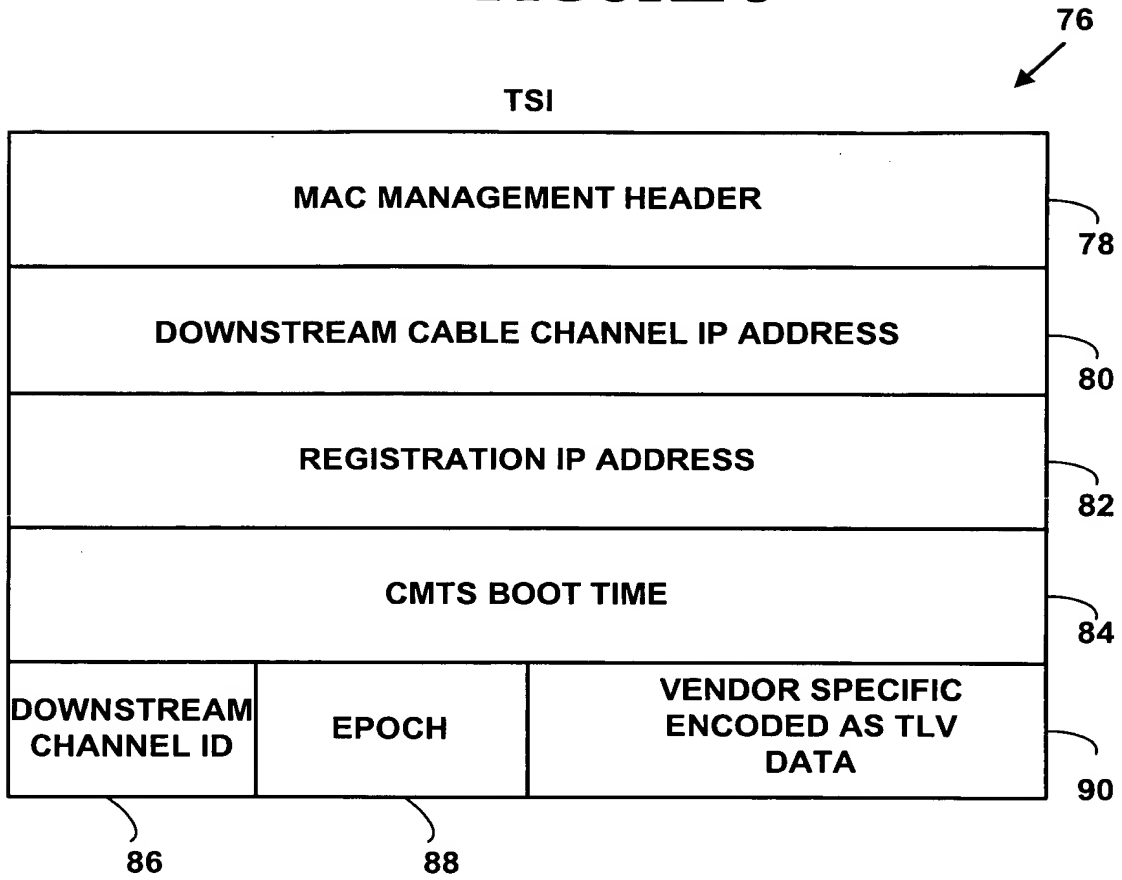 76
TSI
MAC MANAGEMENT HEADER
78
DOWNSTREAM CABLE CHANNEL IP ADDRESS
80
REGISTRATION IP ADDRESS
82
CMTS BOOT TIME
84
DOWNSTREAM
CHANNEL ID
EPOCH
VENDOR SPECIFIC
ENCODED AS TLV
DATA
90
86
88